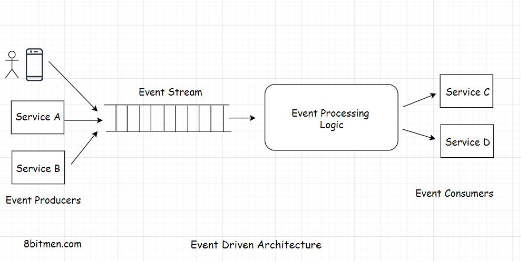 Event Stream
Service A
Service B
Event Producers
Event Processing
Logic
Service C
Service D
Event Consumers
8bitmen.com
Event Driven Architecture